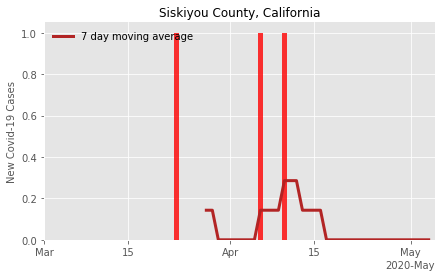 Siskiyou County, California
7 day moving average
New Covid-19 Cases
1.0
0.8
0.6
0.4
0.2
0.0
Mar 15 Apr 15 May
2020-May